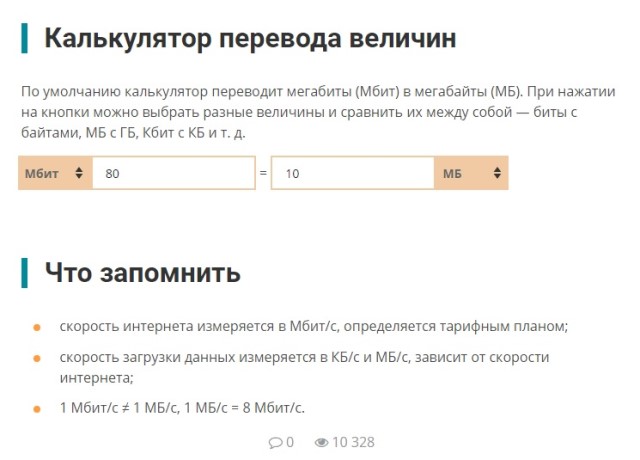 Калькулятор перевода величин
По умолчанию калькулятор переводит мегабиты (Мбит) в мегабайты (МБ). При нажатии
на кнопки можно выбрать разные величины и сравнить их между собой — биты с
байтами, МБ с ГБ, Кбит с КБ и т. д.
Мбит 80 = 10 МБ
Что запомнить
скорость интернета измеряется в Мбит/с, определяется тарифным планом;
скорость загрузки данных измеряется в КБ/с и МБ/с, зависит от скорости
интернета;
1 Мбит/с ≠ 1 МБ/с, 1 МБ/с = 8 Мбит/с.
0 10 328